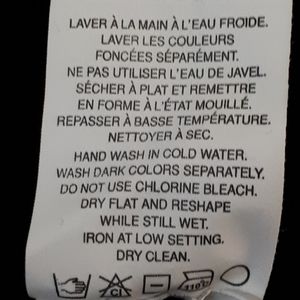 LAVER À LA MAIN À L'EAU FROIDE.
LAVER LES COULEURS
FONCÉES SÉPARÉMENT.
NE PAS UTILISER L'EAU DE JAVEL.
SÉCHER À PLAT ET REMETTRE
EN FORME À L'ÉTAT MOUILLÉ.
REPASSER À BASSE TEMPÉRATURE.
NETTOYER À SEC.
HAND WASH IN COLD WATER.
WASH DARK COLORS SEPARATELY.
DO NOT USE CHLORINE BLEACH.
DRY FLAT AND RESHAPE
WHILE STILL WET.
IRON AT LOW SETTING.
DRY CLEAN.
Cl 110°C